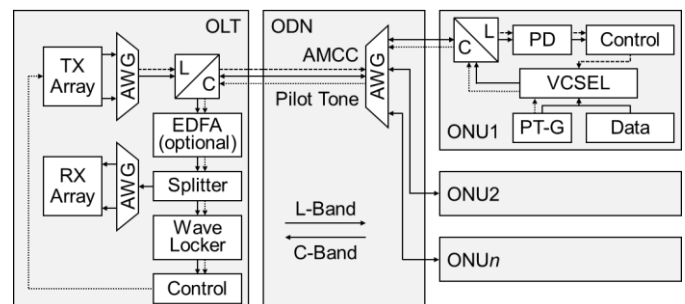 OLT
TX
Array
AWG
L
C
EDFA
(optional)
RX
Array
AWG
Splitter
Wave
Locker
Control
ODN
AMCC
Pilot Tone
AWG
L-Band
C-Band
L
C
PD
Control
VCSEL
PT-G
Data
ONU1
ONU2
ONUn